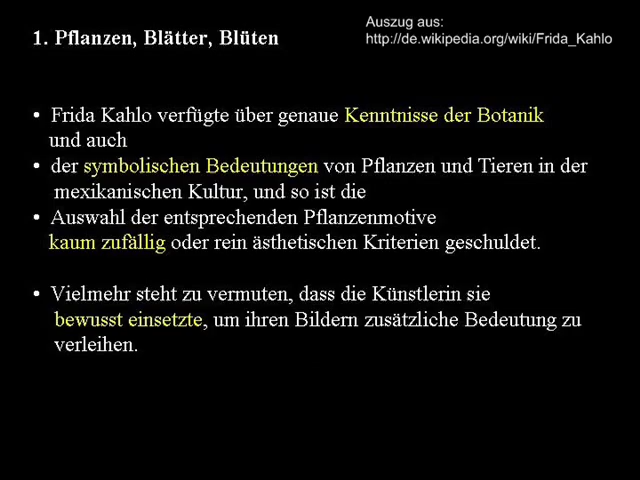 1. Pflanzen, Blätter, Blüten
Auszug aus:
http://de.wikipedia.org/wiki/Frida_Kahlo
• Frida Kahlo verfügte über genaue Kenntnisse der Botanik
und auch
• der symbolischen Bedeutungen von Pflanzen und Tieren in der
mexikanischen Kultur, und so ist die
• Auswahl der entsprechenden Pflanzenmotive
kaum zufällig oder rein ästhetischen Kriterien geschuldet.
• Vielmehr steht zu vermuten, dass die Künstlerin sie
bewusst einsetzte, um ihren Bildern zusätzliche Bedeutung zu
verleihen.